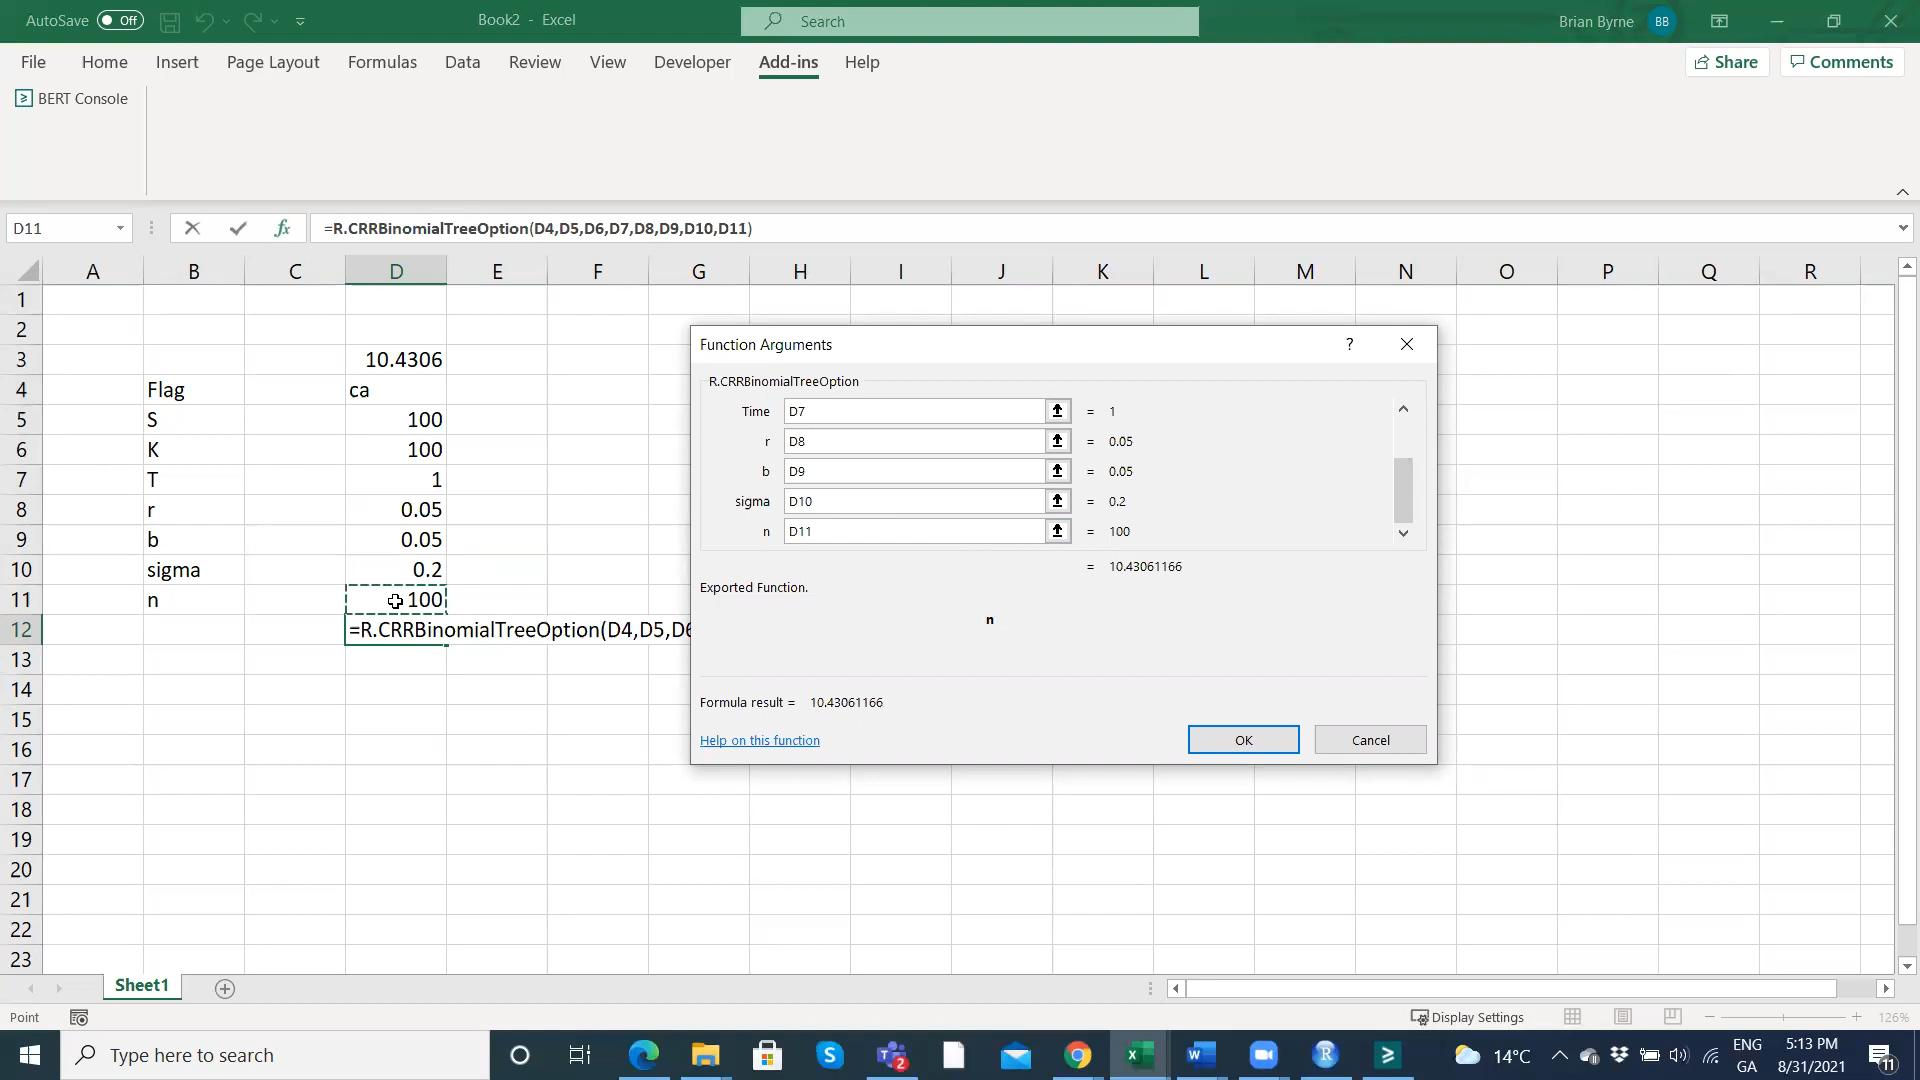 AutoSave Off Book2 - Excel Search Brian Byrne BB
File Home Insert Page Layout Formulas Data Review View Developer Add-ins Help Share Comments
BERT Console
D11 fx =R.CRRBinomialTreeOption(D4,D5,D6,D7,D8,D9,D10,D11)
A B C D E F G H I J K L M N O P Q R
1
2
3 10.4306
4 Flag ca
5 S 100
6 K 100
7 T 1
8 r 0.05
9 b 0.05
10 sigma 0.2
11 n 100
12 =R.CRRBinomialTreeOption(D4,D5,D6
13
14
15
16
17
18
19
20
21
22
23
Function Arguments ?
R.CRRBinomialTreeOption
Time D7 = 1
r D8 = 0.05
b D9 = 0.05
sigma D10 = 0.2
n D11 = 100
= 10.43061166
Exported Function.
n
Formula result = 10.43061166
Help on this function OK Cancel
Sheet1
Point Display Settings 126%
Type here to search 2 14°C ENG 5:13 PM
GA 8/31/2021 11